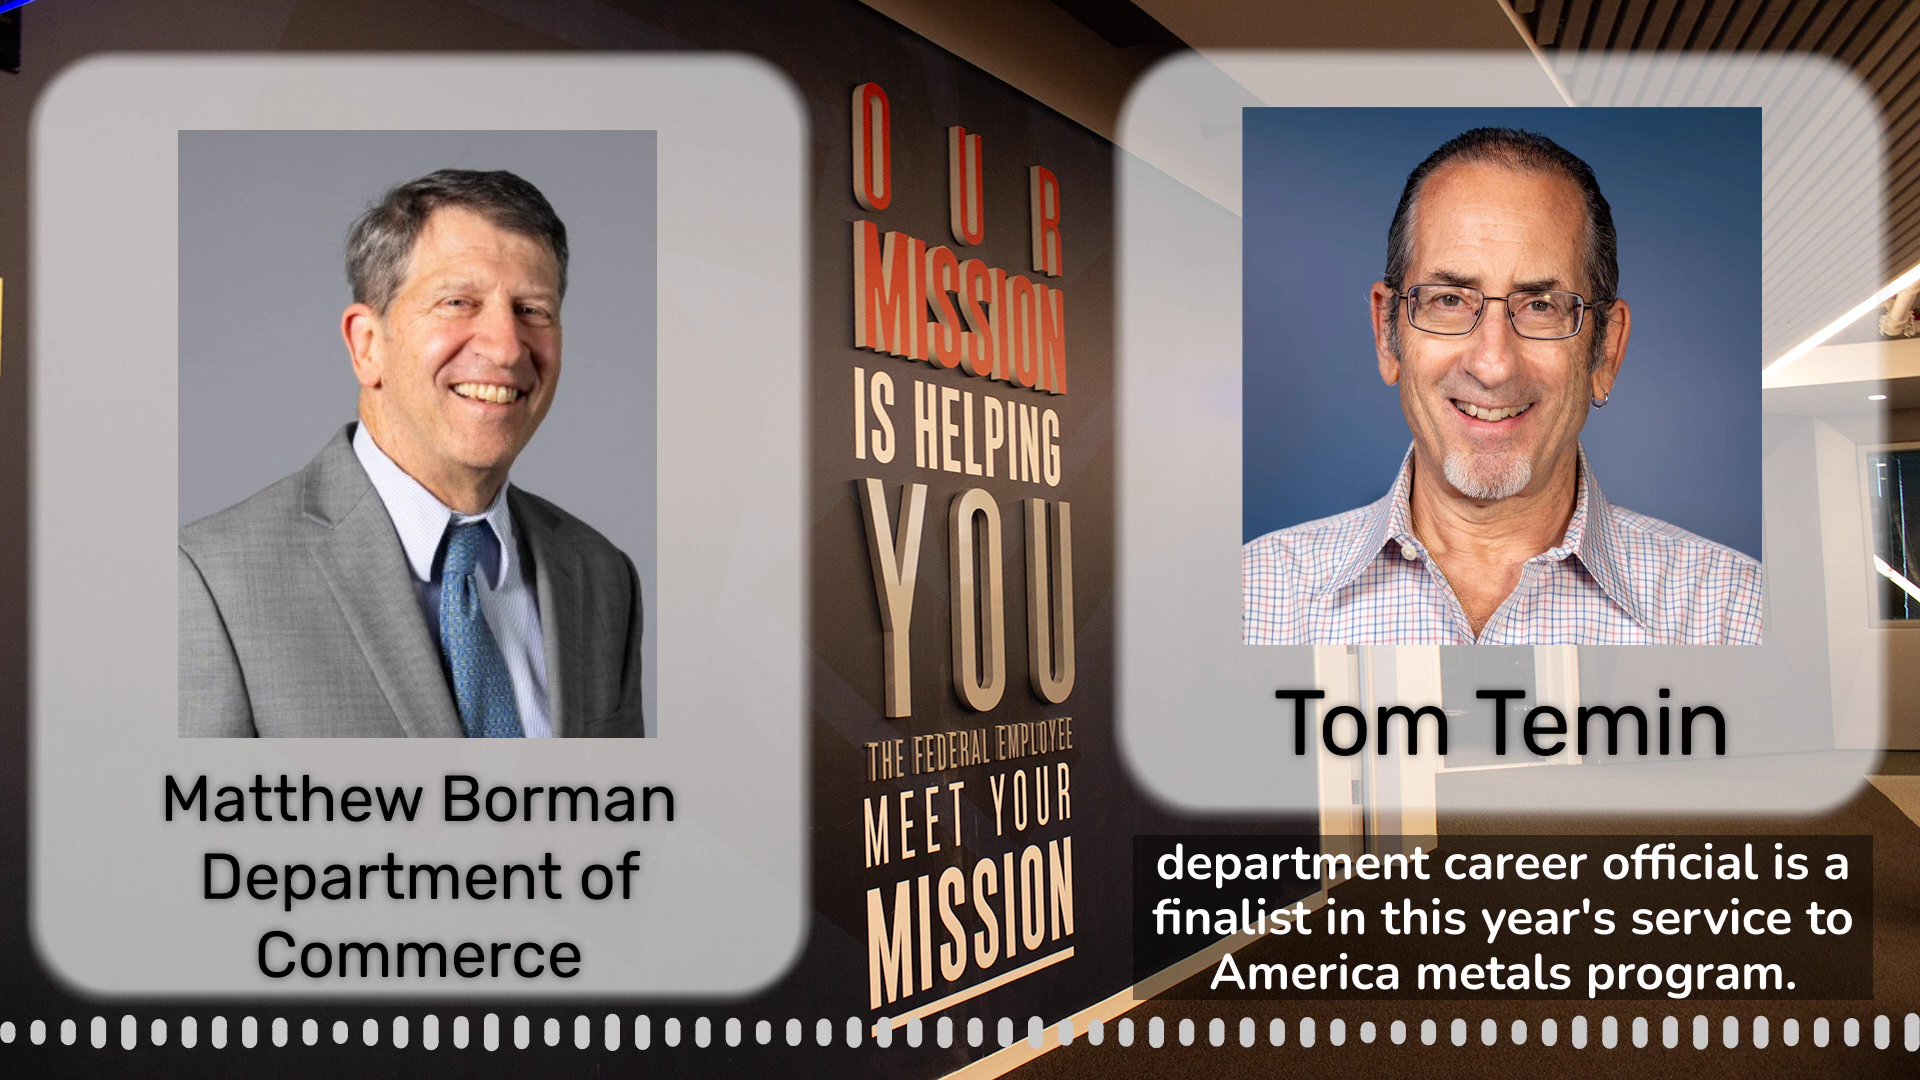 OUR
MISSION
IS HELPING
YOU
THE FEDERAL EMPLOYEE
MEET YOUR
MISSION
Matthew Borman
Department of
Commerce
Tom Temin
department career official is a
finalist in this year's service to
America metals program.